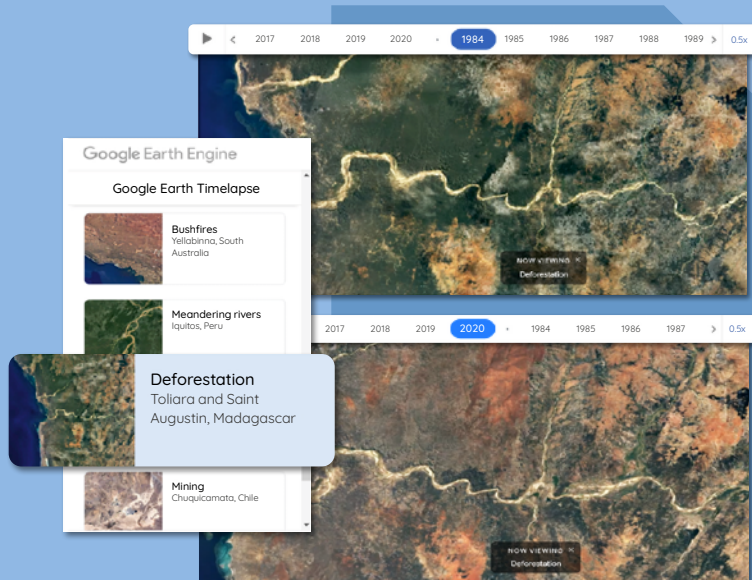 2017 2018 2019 2020 • 1984 1985 1986 1987 1988 1989 0.5x
Google Earth Engine
Google Earth Timelapse
Bushfires
Yellabinna, South
Australia
Meandering rivers
Iquitos, Peru
Deforestation
Toliara and Saint
Augustin, Madagascar
Mining
Chuquicamata, Chile
NOW VIEWING ×
Deforestation
2017 2018 2019 2020 • 1984 1985 1986 1987 0.5x
NOW VIEWING ×
Deforestation